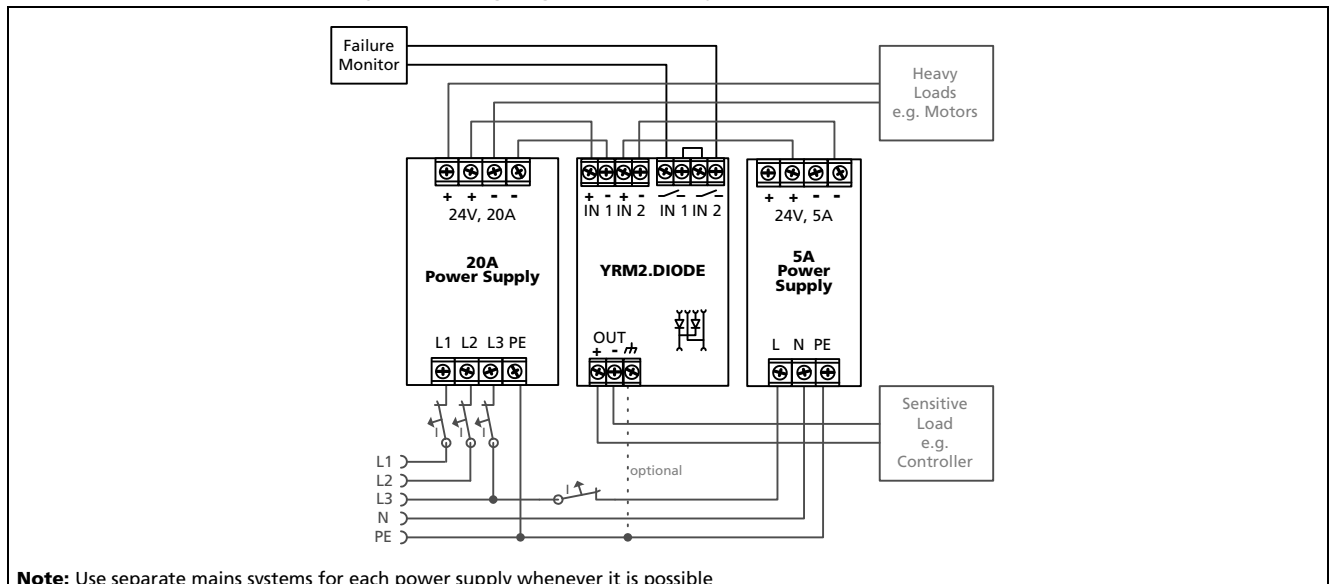 Failure
Monitor
Heavy
Loads
e.g. Motors
+ + - -
24V, 20A
20A
Power Supply
L1 L2 L3 PE
+ - + -
IN 1 IN 2 IN 1 IN 2
YRM2.DIODE
OUT
+ -
+ + - -
24V, 5A
5A
Power
Supply
L N PE
I I I
Sensitive
Load
e.g.
Controller
L1
L2
L3
N
PE
I
optional
Note: Use separate mains systems for each power supply whenever it is possible